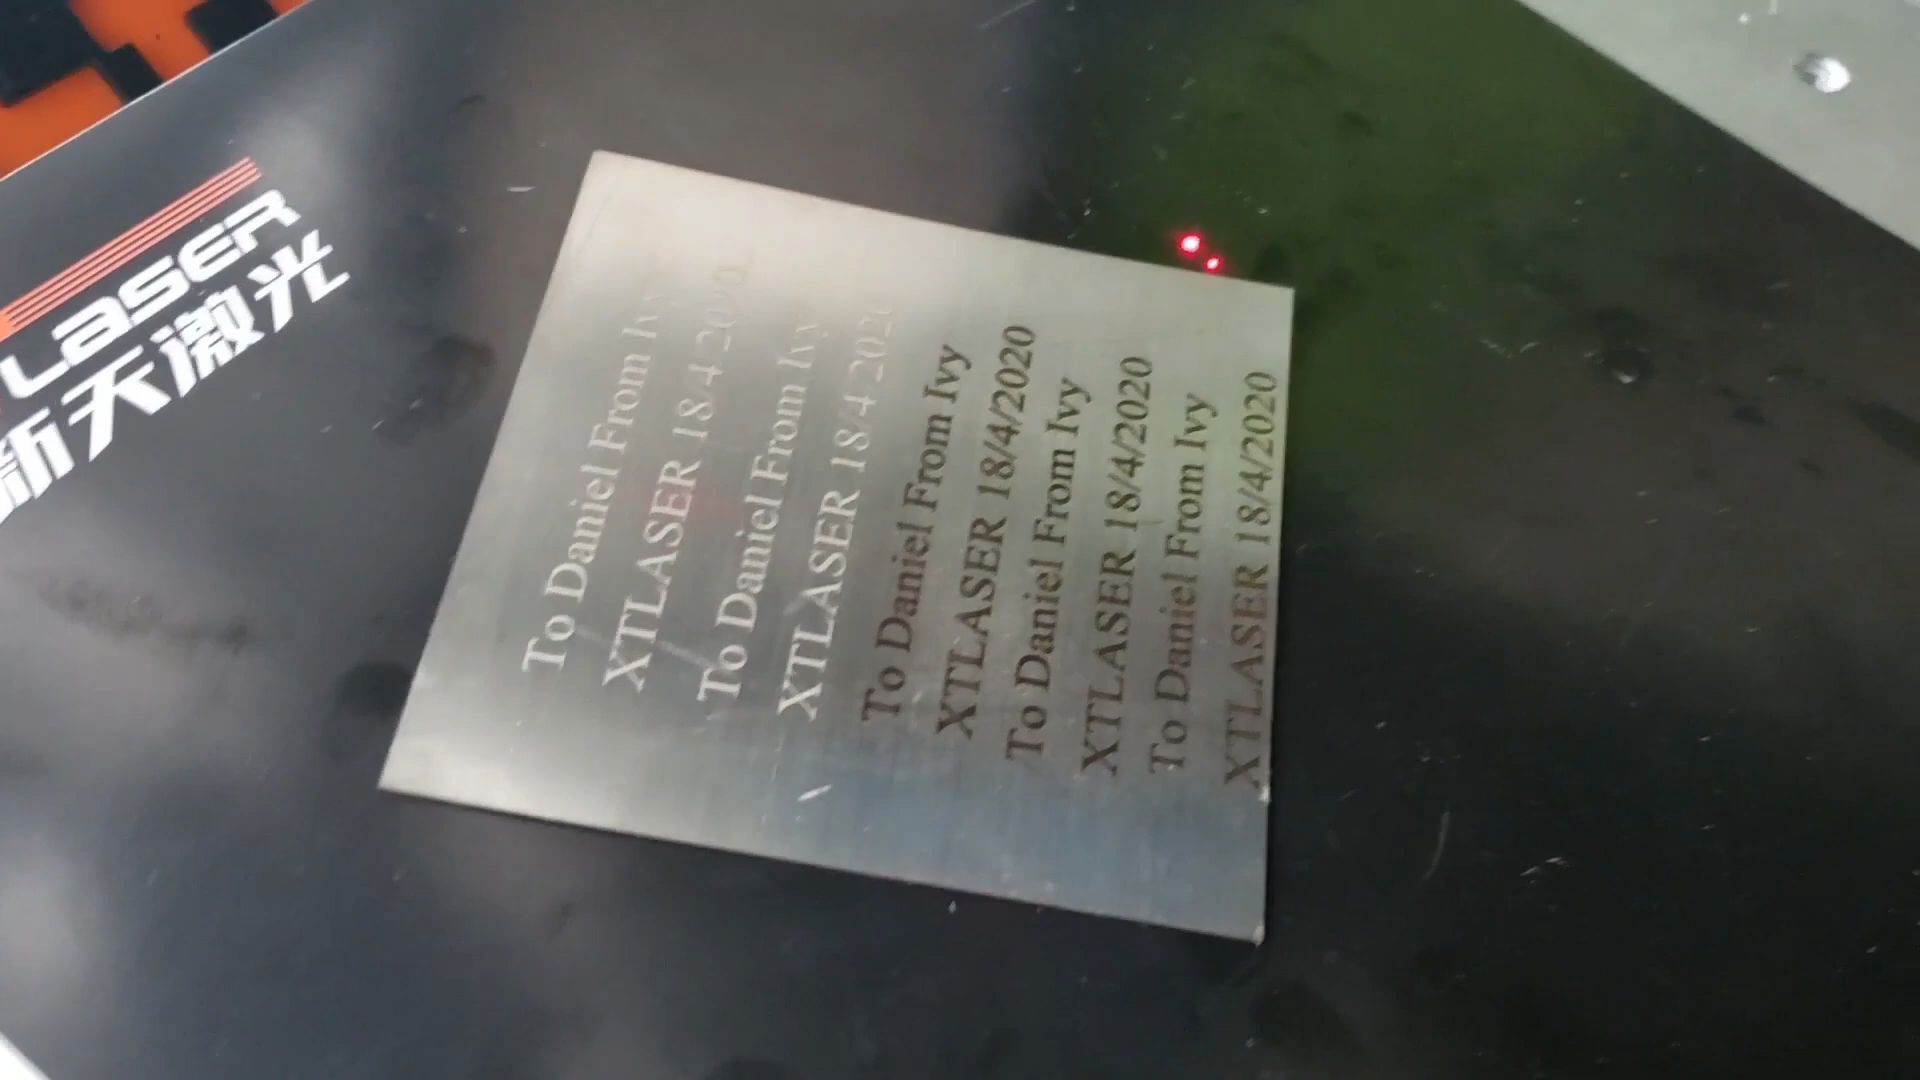 LASER
新天激光
To Daniel From Ivy
XTLASER 18/4/2020
To Daniel From Ivy
XTLASER 18/4/2020
To Daniel From Ivy
XTLASER 18/4/2020
To Daniel From Ivy
XTLASER 18/4/2020
To Daniel From Ivy
XTLASER 18/4/2020